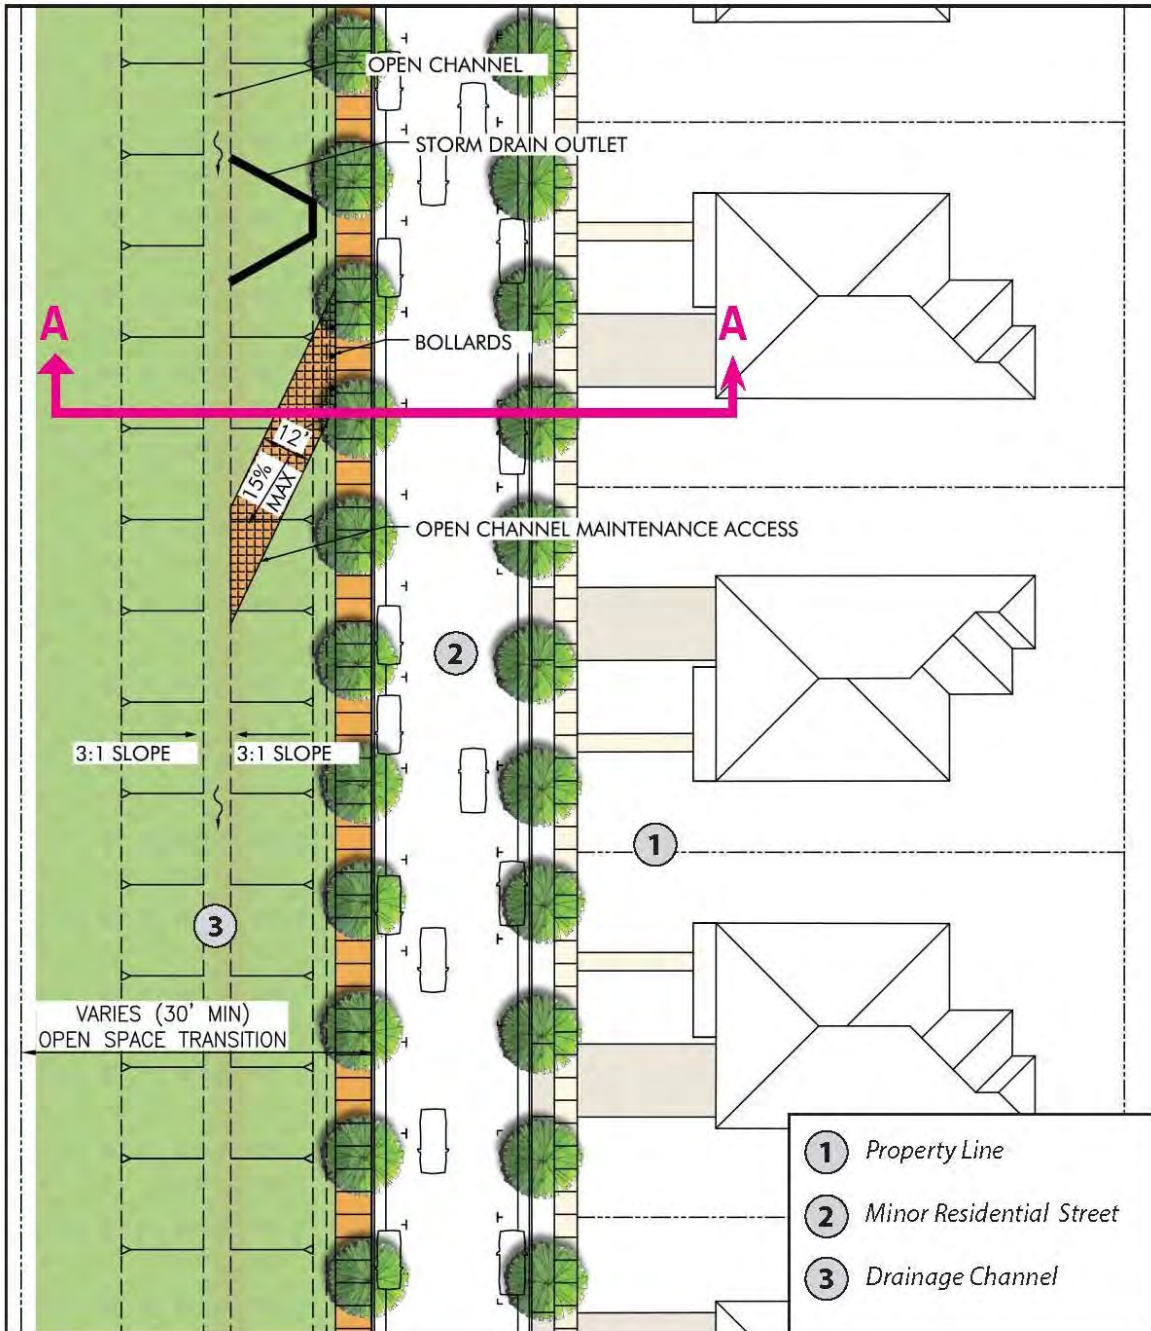 OPEN CHANNEL
STORM DRAIN OUTLET
A
A
BOLLARDS
12'
15%
MAX
OPEN CHANNEL MAINTENANCE ACCESS
2
3:1 SLOPE
3:1 SLOPE
1
3
VARIES (30' MIN)
OPEN SPACE TRANSITION
1 Property Line
2 Minor Residential Street
3 Drainage Channel